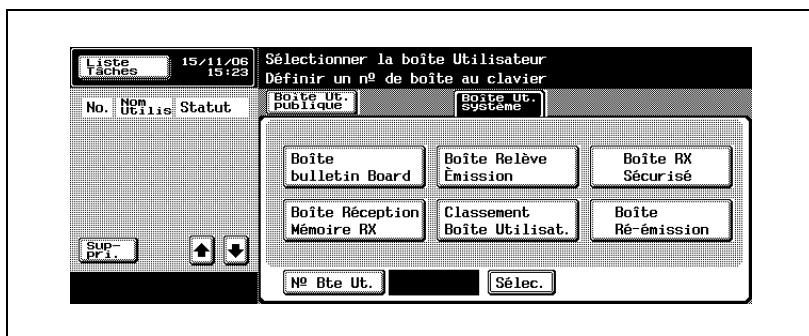 Liste
Tâches
15/11/06
15:23
Sélectionner la boîte Utilisateur
Définir un nº de boîte au clavier
No.
Nom
Utilis
Statut
Boîte Ut.
publique
Boîte Ut.
système
Boîte
bulletin Board
Boîte Relève
Èmission
Boîte RX
Sécurisé
Boîte Réception
Mémoire RX
Classement
Boîte Utilisat.
Boîte
Ré-émission
Sup-
pri.
Nº Bte Ut.
Sélec.